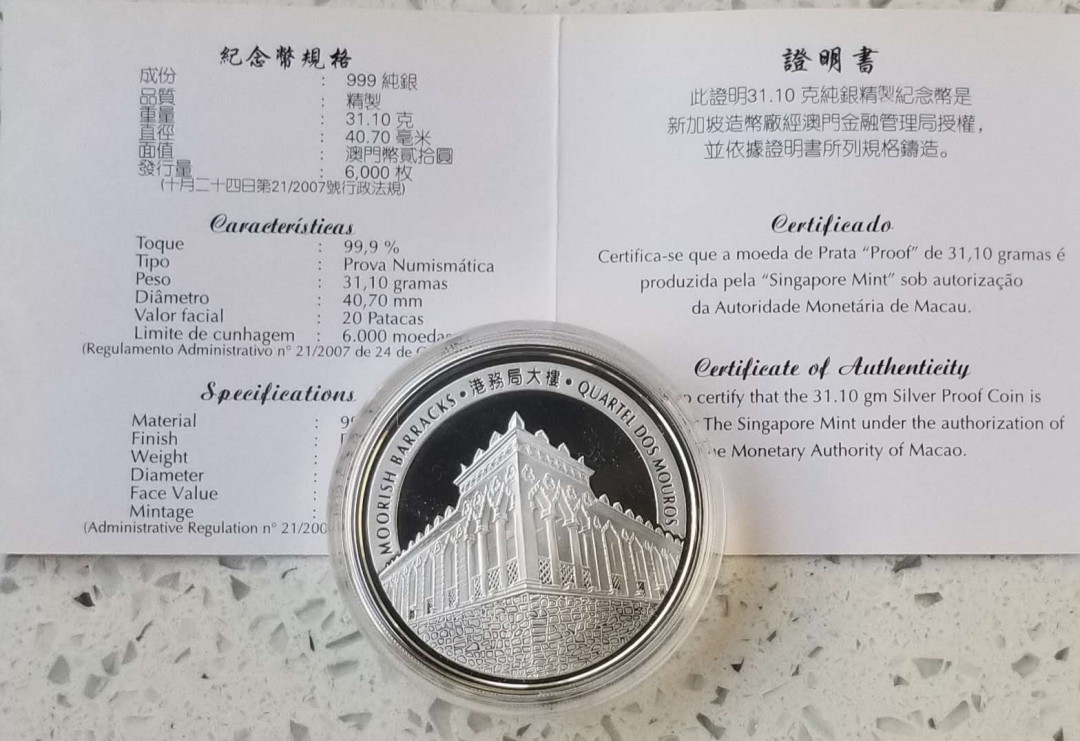 紀念幣規格
成份 : 999 純銀
品質 : 精製
重量 : 31.10 克
直徑 : 40.70 毫米
面值 : 澳門幣貳拾圓
發行量 : 6,000 枚
(十月二十四日第21/2007號行政法規)
Características
Toque : 99,9 %
Tipo : Prova Numismática
Peso : 31,10 gramas
Diâmetro : 40,70 mm
Valor facial : 20 Patacas
Limite de cunhagem : 6.000 moedas
(Regulamento Administrativo nº 21/2007 de 24 de
Specifications
Material :
Finish :
Weight :
Diameter :
Face Value :
Mintage :
(Administrative Regulation nº 21/200
證明書
此證明31.10 克純銀精製紀念幣是
新加坡造幣廠經澳門金融管理局授權，
並依據證明書所列規格鑄造。
Certificado
Certifica-se que a moeda de Prata “Proof” de 31,10 gramas é
produzida pela “Singapore Mint” sob autorização
da Autoridade Monetária de Macau.
Certificate of Authenticity
certify that the 31.10 gm Silver Proof Coin is
The Singapore Mint under the authorization of
Monetary Authority of Macao.
MOORISH BARRACKS • 港務局大樓 • QUARTEL DOS MOUROS